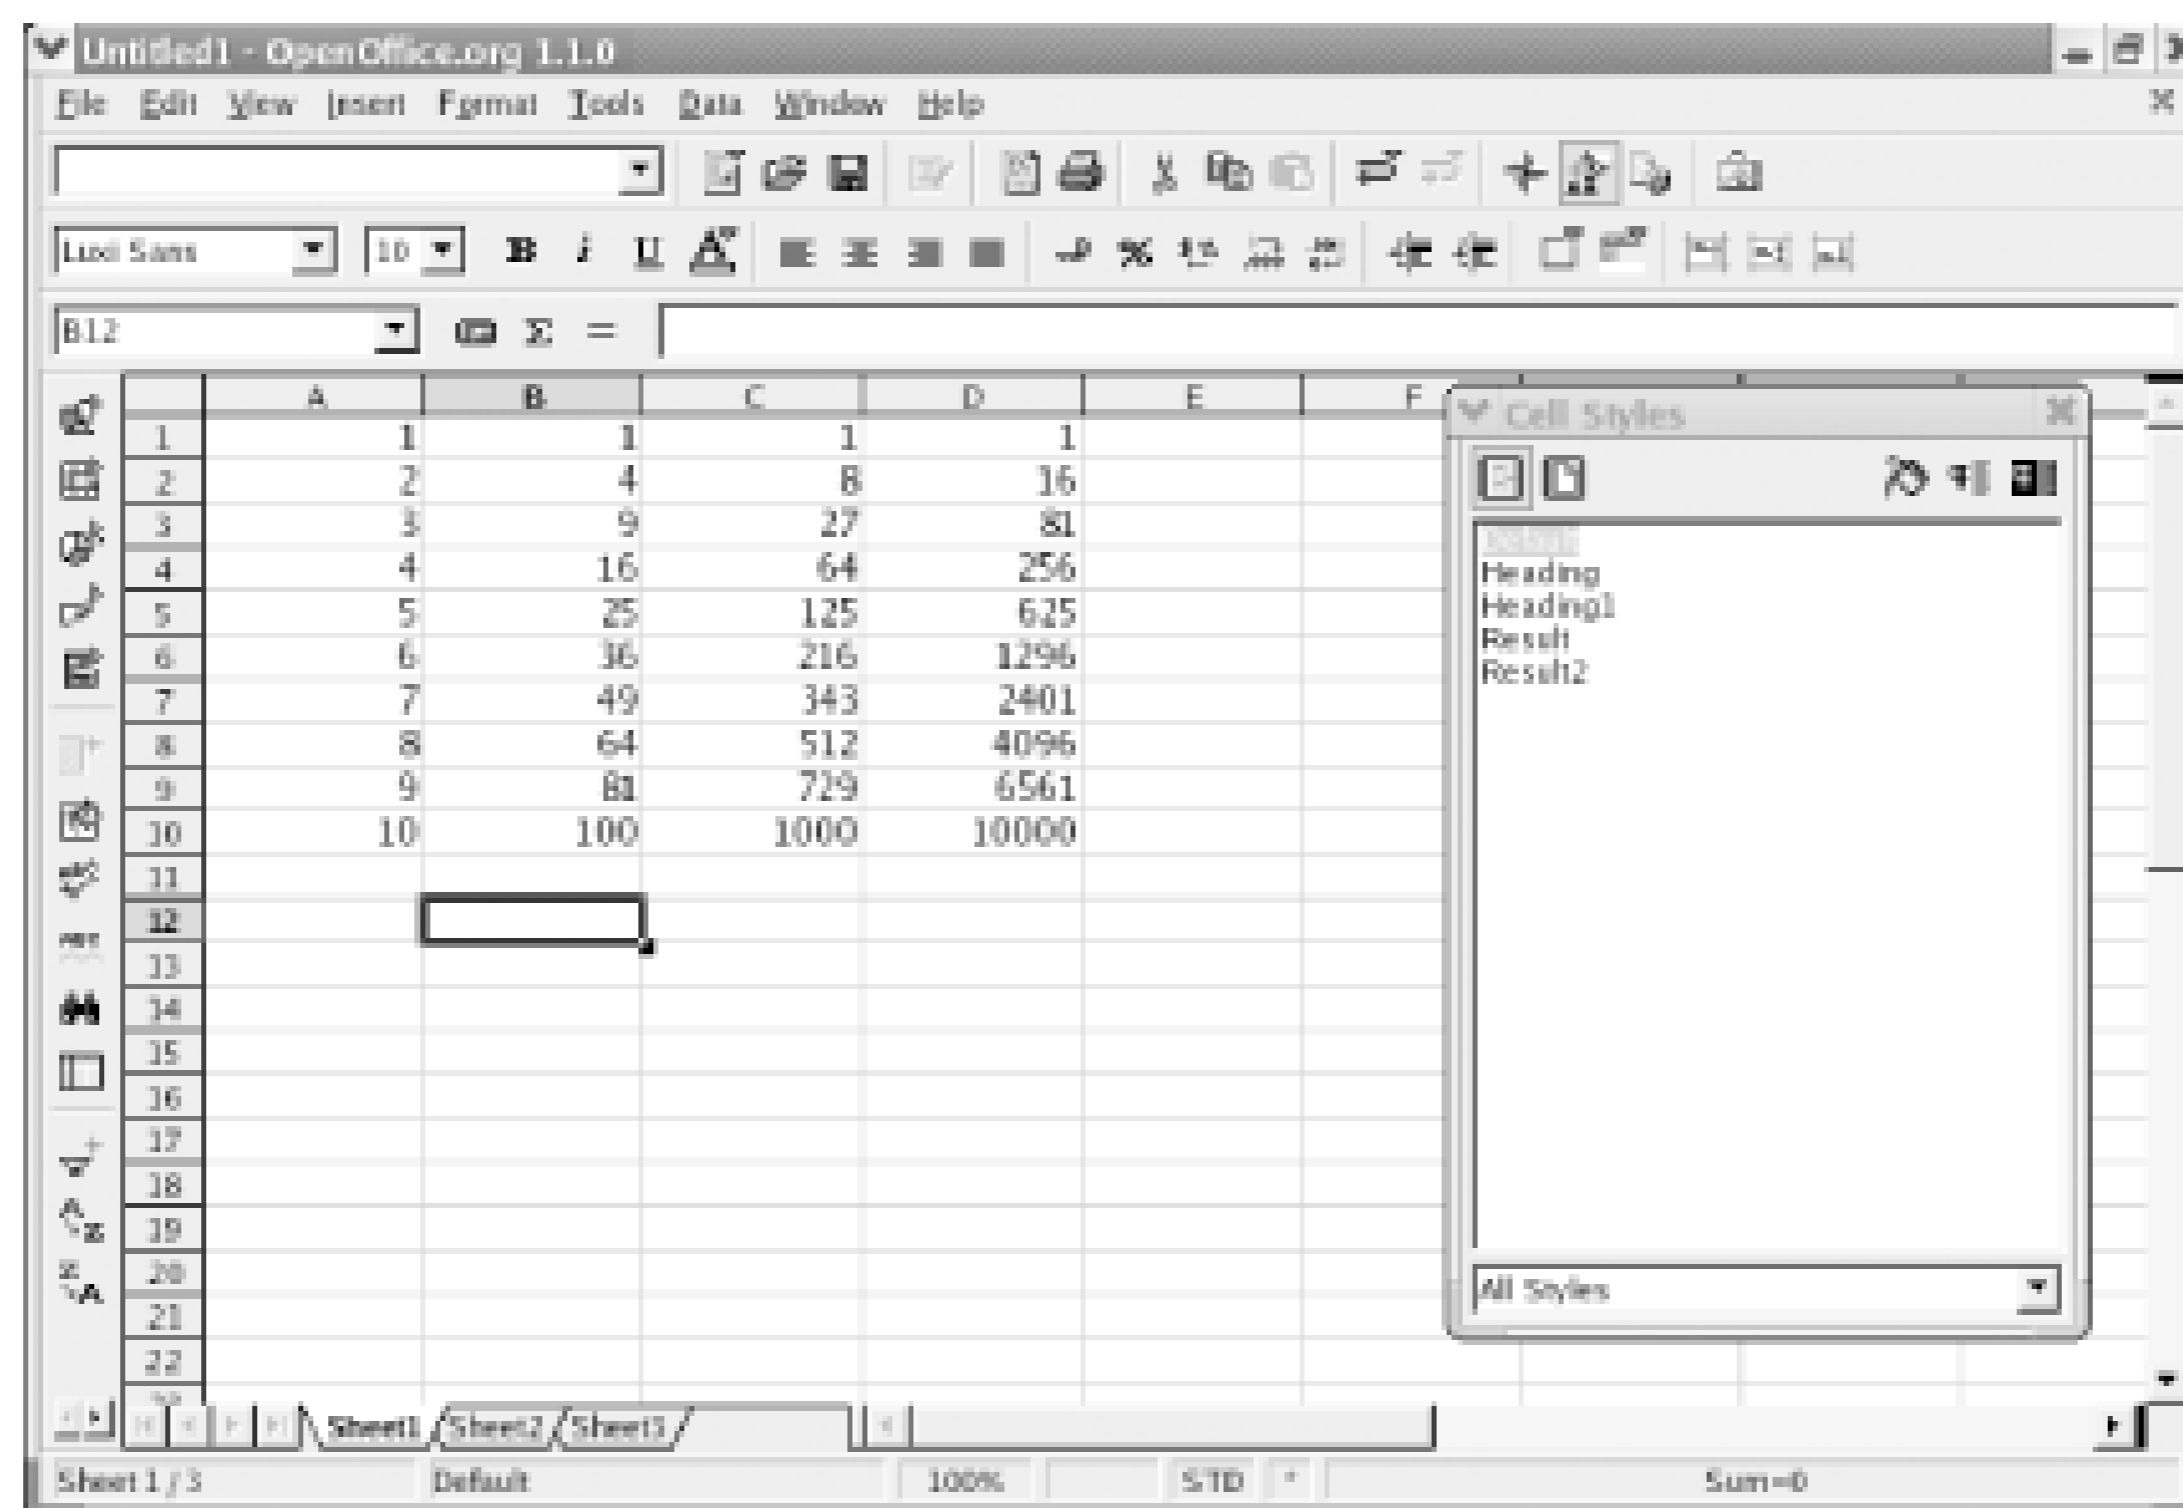 Untitled1 - OpenOffice.org 1.1.0
File Edit View Insert Format Tools Data Window Help
Luxi Sans 10 B i U A
B12 Σ =
A B C D E F
1 1 1 1 1
2 2 4 8 16
3 3 9 27 81
4 4 16 64 256
5 5 25 125 625
6 6 36 216 1296
7 7 49 343 2401
8 8 64 512 4096
9 9 81 729 6561
10 10 100 1000 10000
11
12
13
14
15
16
17
18
19
20
21
22
Cell Styles
Heading
Heading1
Result
Result2
All Styles
Sheet1 Sheet2 Sheet3
Sheet 1 / 3 Default 100% STD * Sum=0